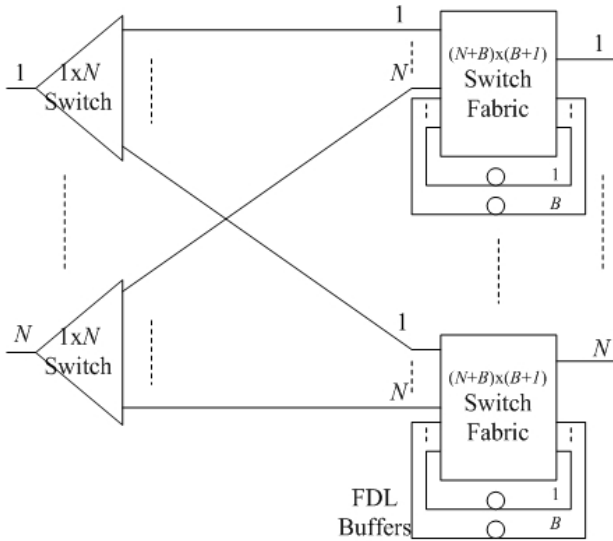 1
1xN
Switch
1
N
(N+B)x(B+1)
Switch
Fabric
1
1
B
N
1xN
Switch
1
N
(N+B)x(B+1)
Switch
Fabric
N
1
B
FDL
Buffers